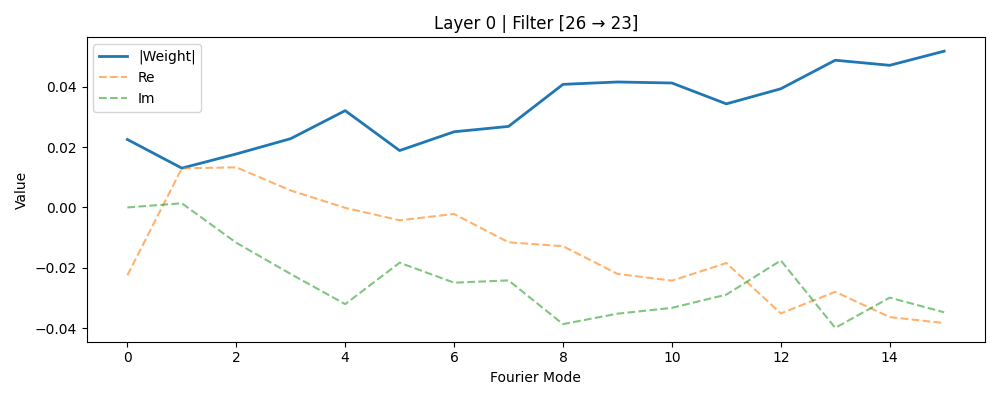 Layer 0 | Filter [26 → 23]
|Weight|
Re
Im
Value
0.04
0.02
0.00
−0.02
−0.04
0 2 4 6 8 10 12 14
Fourier Mode